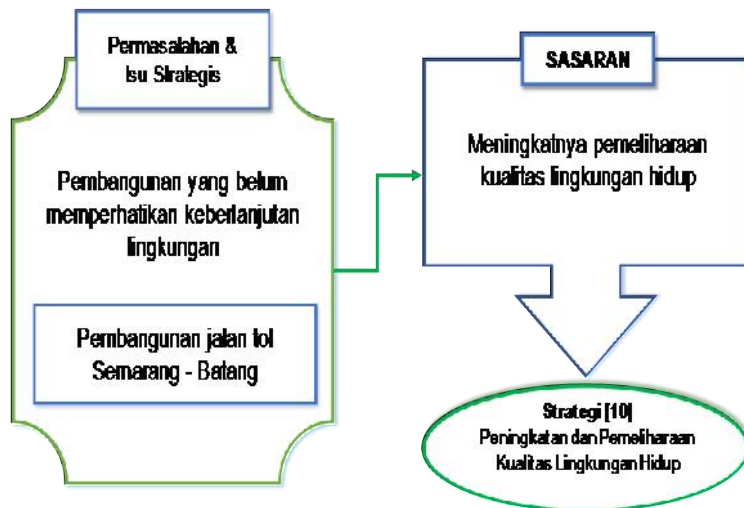 Permasalahan &
Isu Strategis
Pembangunan yang belum
memperhatikan keberlanjutan
lingkungan
Pembangunan jalan tol
Semarang - Batang
SASARAN
Meningkatnya pemeliharaan
kualitas lingkungan hidup
Strategi [10]
Peningkatan dan Pemeliharaan
Kualitas Lingkungan Hidup